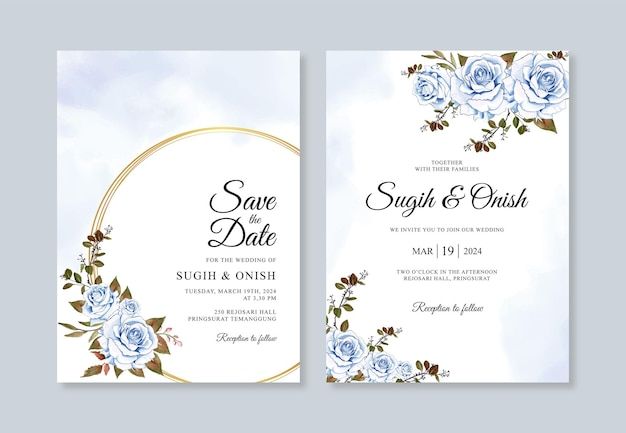 Save
the
Date
FOR THE WEDDING OF
SUGIH & ONISH
TUESDAY, MARCH 19TH, 2024
AT 3,30 PM
250 REJOSARI HALL
PRINGSURAT TEMANGGUNG
Reception to follow
TOGETHER
WITH THEIR FAMILIES
Sugih & Onish
WE INVITE YOU TO JOIN OUR WEDDING
MAR | 19 | 2024
TWO O'CLOCK IN THE AFTERNOON
REJOSARI HALL, PRINGSURAT
Reception to follow